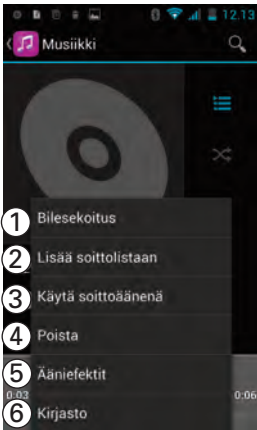 12.13
Musiikki
1 Bilesekoitus
2 Lisää soittolistaan
3 Käytä soittoäänenä
4 Poista
5 Ääniefektit
0:03 0:06
6 Kirjasto